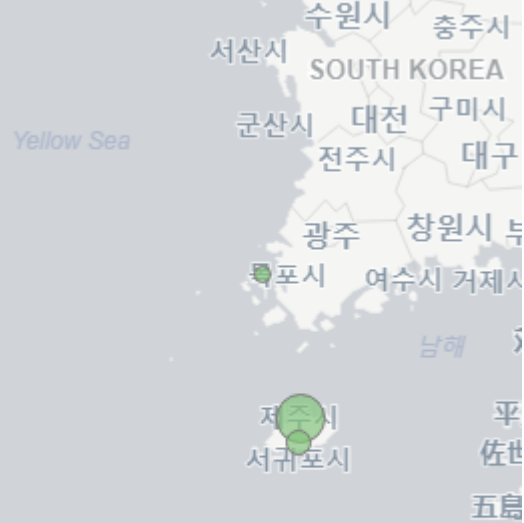 수원시
충주시
서산시
SOUTH KOREA
군산시
대전
구미시
Yellow Sea
전주시
대구
광주
창원시
목포시
여수시
거제시
남해
제주시
平
서귀포시
佐世
五島